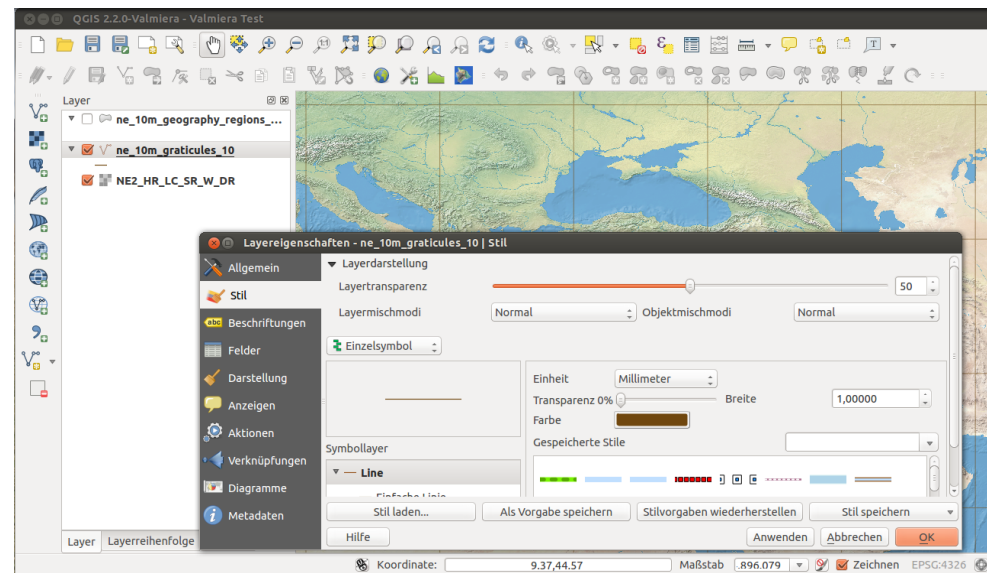 QGIS 2.2.0-Valmiera - Valmiera Test
Layer
ne_10m_geography_regions_...
ne_10m_graticules_10
NE2_HR_LC_SR_W_DR
Layereigenschaften - ne_10m_graticules_10 | Stil
Allgemein
Stil
Beschriftungen
Felder
Darstellung
Anzeigen
Aktionen
Verknüpfungen
Diagramme
Metadaten
Layerdarstellung
Layertransparenz
50
Layermischmodi
Normal
Objektmischmodi
Normal
Einzelsymbol
Einheit
Millimeter
Transparenz 0%
Breite
1,00000
Farbe
Gespeicherte Stile
Symbollayer
Line
Einfache Linie
Stil laden...
Als Vorgabe speichern
Stilvorgaben wiederherstellen
Stil speichern
Hilfe
Anwenden
Abbrechen
OK
Layer
Layerreihenfolge
Koordinate:
9.37,44.57
Maßstab
.896.079
Zeichnen
EPSG:4326